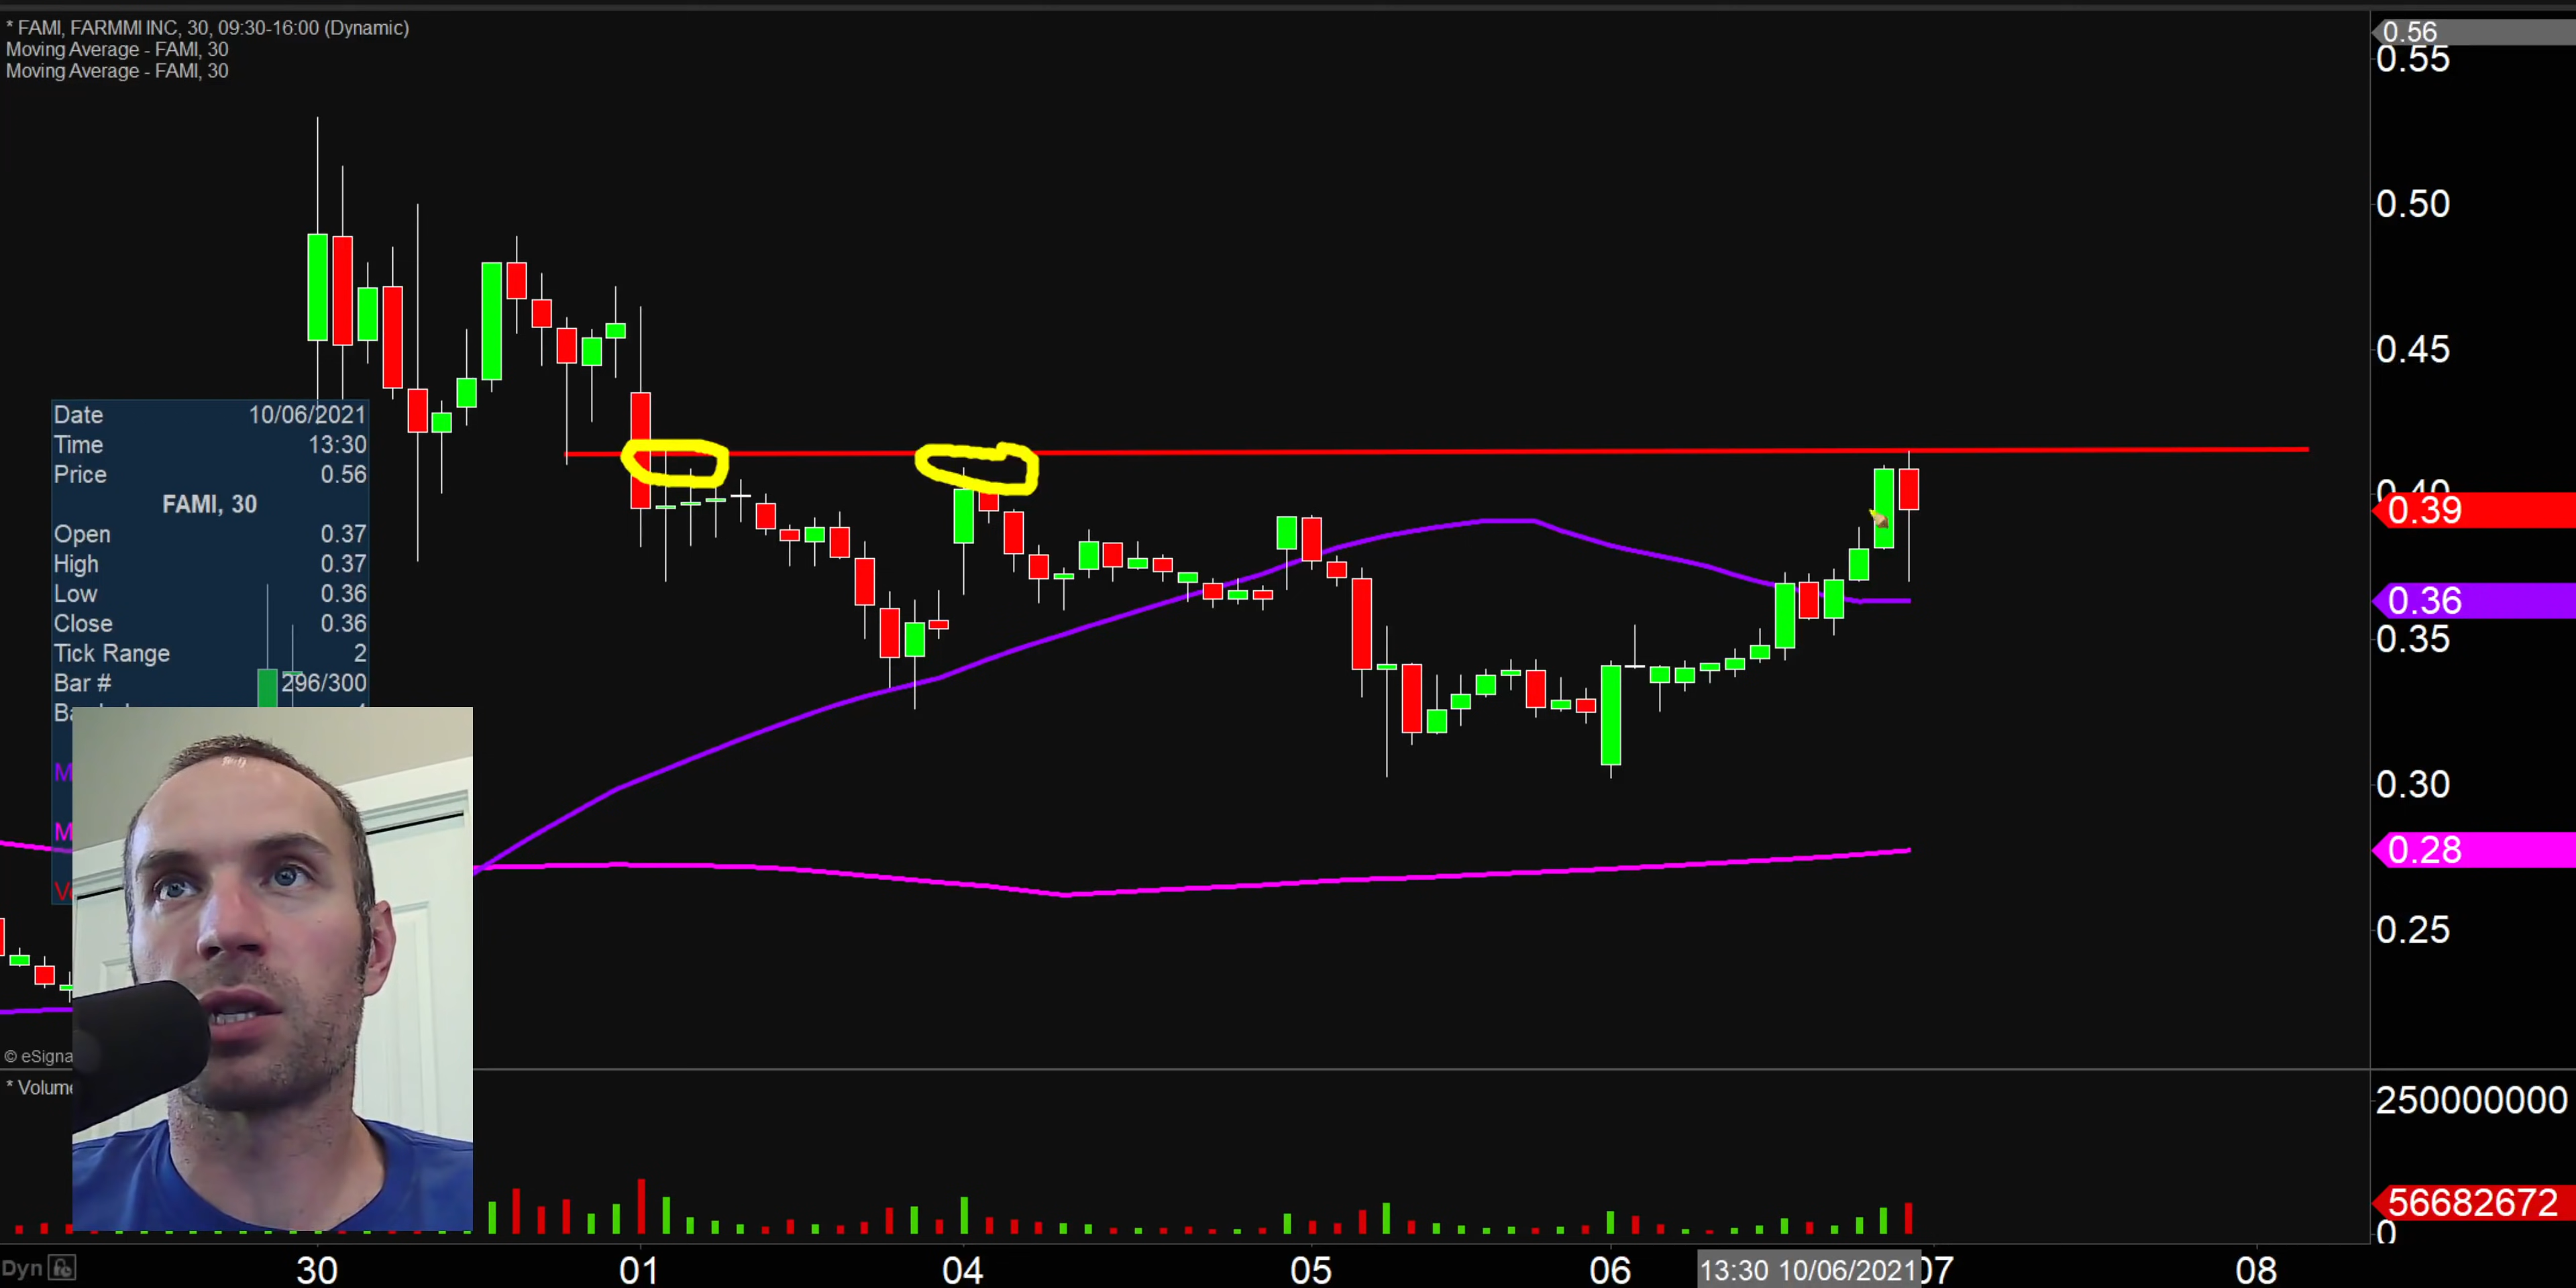 * FAMI, FARMMI INC, 30, 09:30-16:00 (Dynamic)
Moving Average - FAMI, 30
Moving Average - FAMI, 30
0.56
0.55
0.50
0.45
0.40
0.39
0.36
0.35
0.30
0.28
0.25
Date 10/06/2021
Time 13:30
Price 0.56
FAMI, 30
Open 0.37
High 0.37
Low 0.36
Close 0.36
Tick Range 2
Bar # 296/300
© eSigna
* Volume
250000000
56682672
0
Dyn
30 01 04 05 06 13:30 10/06/2021 07 08